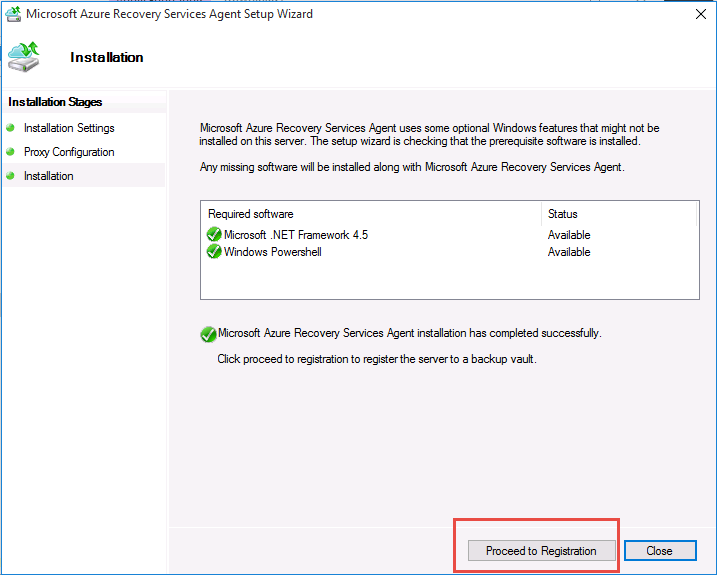 Microsoft Azure Recovery Services Agent Setup Wizard
Installation
Installation Stages
Installation Settings
Proxy Configuration
Installation
Microsoft Azure Recovery Services Agent uses some optional Windows features that might not be
installed on this server. The setup wizard is checking that the prerequisite software is installed.
Any missing software will be installed along with Microsoft Azure Recovery Services Agent.
Required software Status
Microsoft .NET Framework 4.5 Available
Windows Powershell Available
Microsoft Azure Recovery Services Agent installation has completed successfully.
Click proceed to registration to register the server to a backup vault.
Proceed to Registration Close